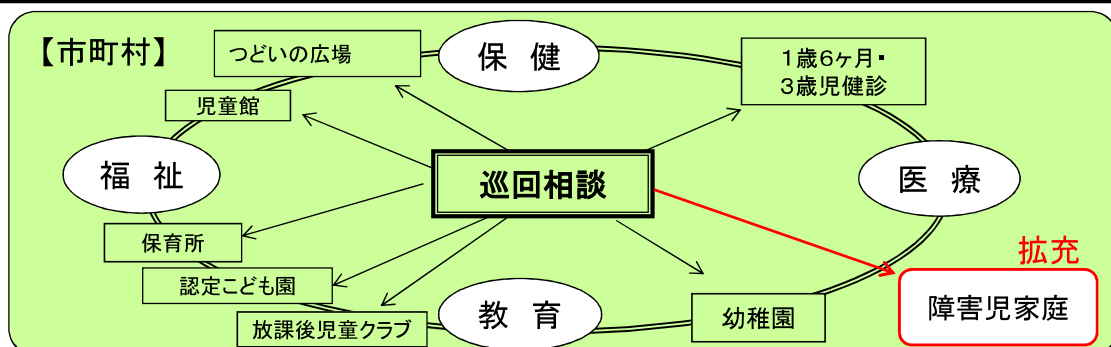 【市町村】
つどいの広場
保 健
1歳6ヶ月・
3歳児健診
児童館
福 祉
巡回相談
医 療
保育所
拡充
認定こども園
障害児家庭
放課後児童クラブ
教 育
幼稚園